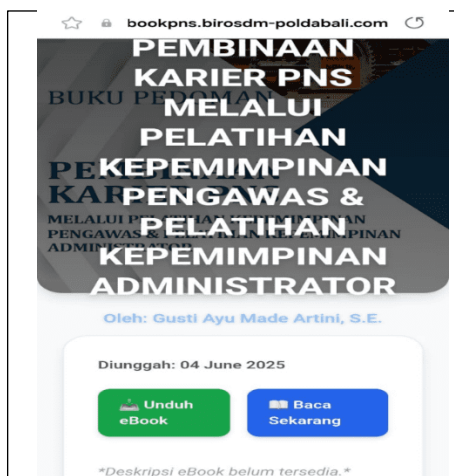 bookpns.birosdm-poldabali.com
PEMBINAAN
KARIER PNS
MELALUI
PELATIHAN
KEPEMIMPINAN
PENGAWAS &
PELATIHAN
KEPEMIMPINAN
ADMINISTRATOR
BUKU PEDOMAN
Oleh: Gusti Ayu Made Artini, S.E.
Diunggah: 04 June 2025
Unduh
eBook
Baca
Sekarang
*Deskripsi eBook belum tersedia.*